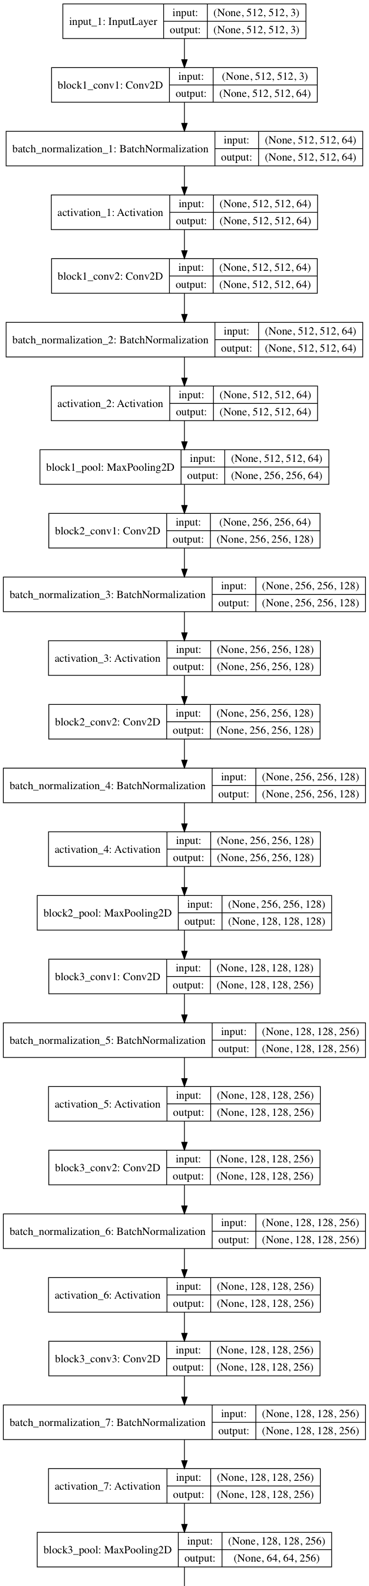 input_1: InputLayer input: (None, 512, 512, 3)
output: (None, 512, 512, 3)
block1_conv1: Conv2D input: (None, 512, 512, 3)
output: (None, 512, 512, 64)
batch_normalization_1: BatchNormalization input: (None, 512, 512, 64)
output: (None, 512, 512, 64)
activation_1: Activation input: (None, 512, 512, 64)
output: (None, 512, 512, 64)
block1_conv2: Conv2D input: (None, 512, 512, 64)
output: (None, 512, 512, 64)
batch_normalization_2: BatchNormalization input: (None, 512, 512, 64)
output: (None, 512, 512, 64)
activation_2: Activation input: (None, 512, 512, 64)
output: (None, 512, 512, 64)
block1_pool: MaxPooling2D input: (None, 512, 512, 64)
output: (None, 256, 256, 64)
block2_conv1: Conv2D input: (None, 256, 256, 64)
output: (None, 256, 256, 128)
batch_normalization_3: BatchNormalization input: (None, 256, 256, 128)
output: (None, 256, 256, 128)
activation_3: Activation input: (None, 256, 256, 128)
output: (None, 256, 256, 128)
block2_conv2: Conv2D input: (None, 256, 256, 128)
output: (None, 256, 256, 128)
batch_normalization_4: BatchNormalization input: (None, 256, 256, 128)
output: (None, 256, 256, 128)
activation_4: Activation input: (None, 256, 256, 128)
output: (None, 256, 256, 128)
block2_pool: MaxPooling2D input: (None, 256, 256, 128)
output: (None, 128, 128, 128)
block3_conv1: Conv2D input: (None, 128, 128, 128)
output: (None, 128, 128, 256)
batch_normalization_5: BatchNormalization input: (None, 128, 128, 256)
output: (None, 128, 128, 256)
activation_5: Activation input: (None, 128, 128, 256)
output: (None, 128, 128, 256)
block3_conv2: Conv2D input: (None, 128, 128, 256)
output: (None, 128, 128, 256)
batch_normalization_6: BatchNormalization input: (None, 128, 128, 256)
output: (None, 128, 128, 256)
activation_6: Activation input: (None, 128, 128, 256)
output: (None, 128, 128, 256)
block3_conv3: Conv2D input: (None, 128, 128, 256)
output: (None, 128, 128, 256)
batch_normalization_7: BatchNormalization input: (None, 128, 128, 256)
output: (None, 128, 128, 256)
activation_7: Activation input: (None, 128, 128, 256)
output: (None, 128, 128, 256)
block3_pool: MaxPooling2D input: (None, 128, 128, 256)
output: (None, 64, 64, 256)